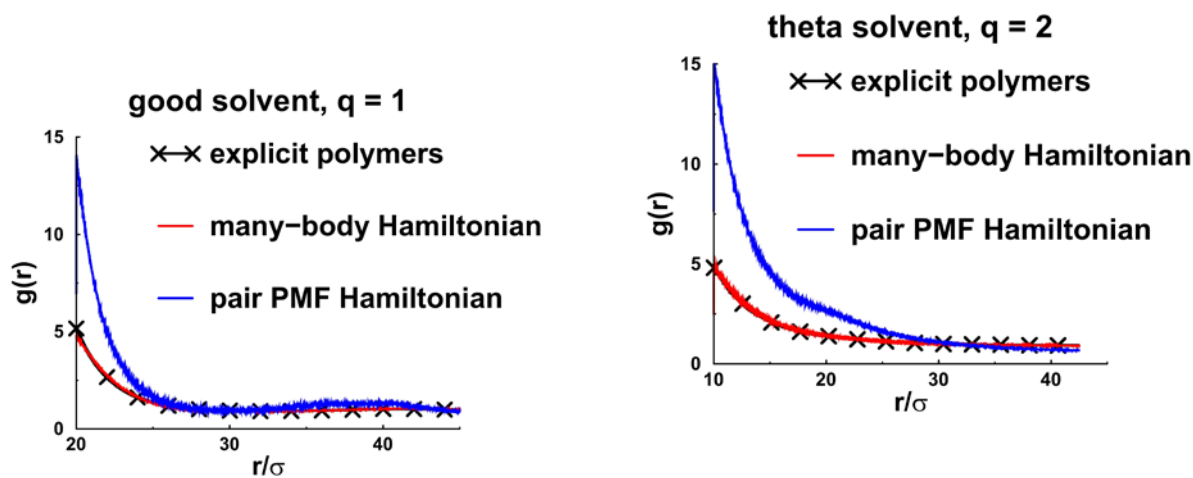 good solvent, q = 1
explicit polymers
many−body Hamiltonian
pair PMF Hamiltonian
g(r)
15
10
5
0
20
30
40
r/σ
theta solvent, q = 2
explicit polymers
many−body Hamiltonian
pair PMF Hamiltonian
g(r)
15
10
5
0
10
20
30
40
r/σ